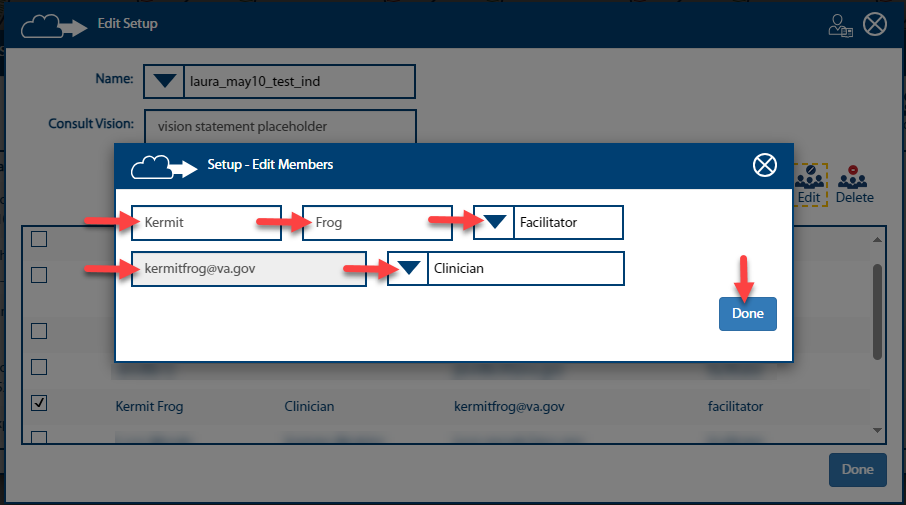 Edit Setup
Name: laura_may10_test_ind
Consult Vision: vision statement placeholder
Setup - Edit Members
Edit Delete
Kermit Frog Facilitator
kermitfrog@va.gov Clinician
Done
Kermit Frog Clinician kermitfrog@va.gov facilitator
Done